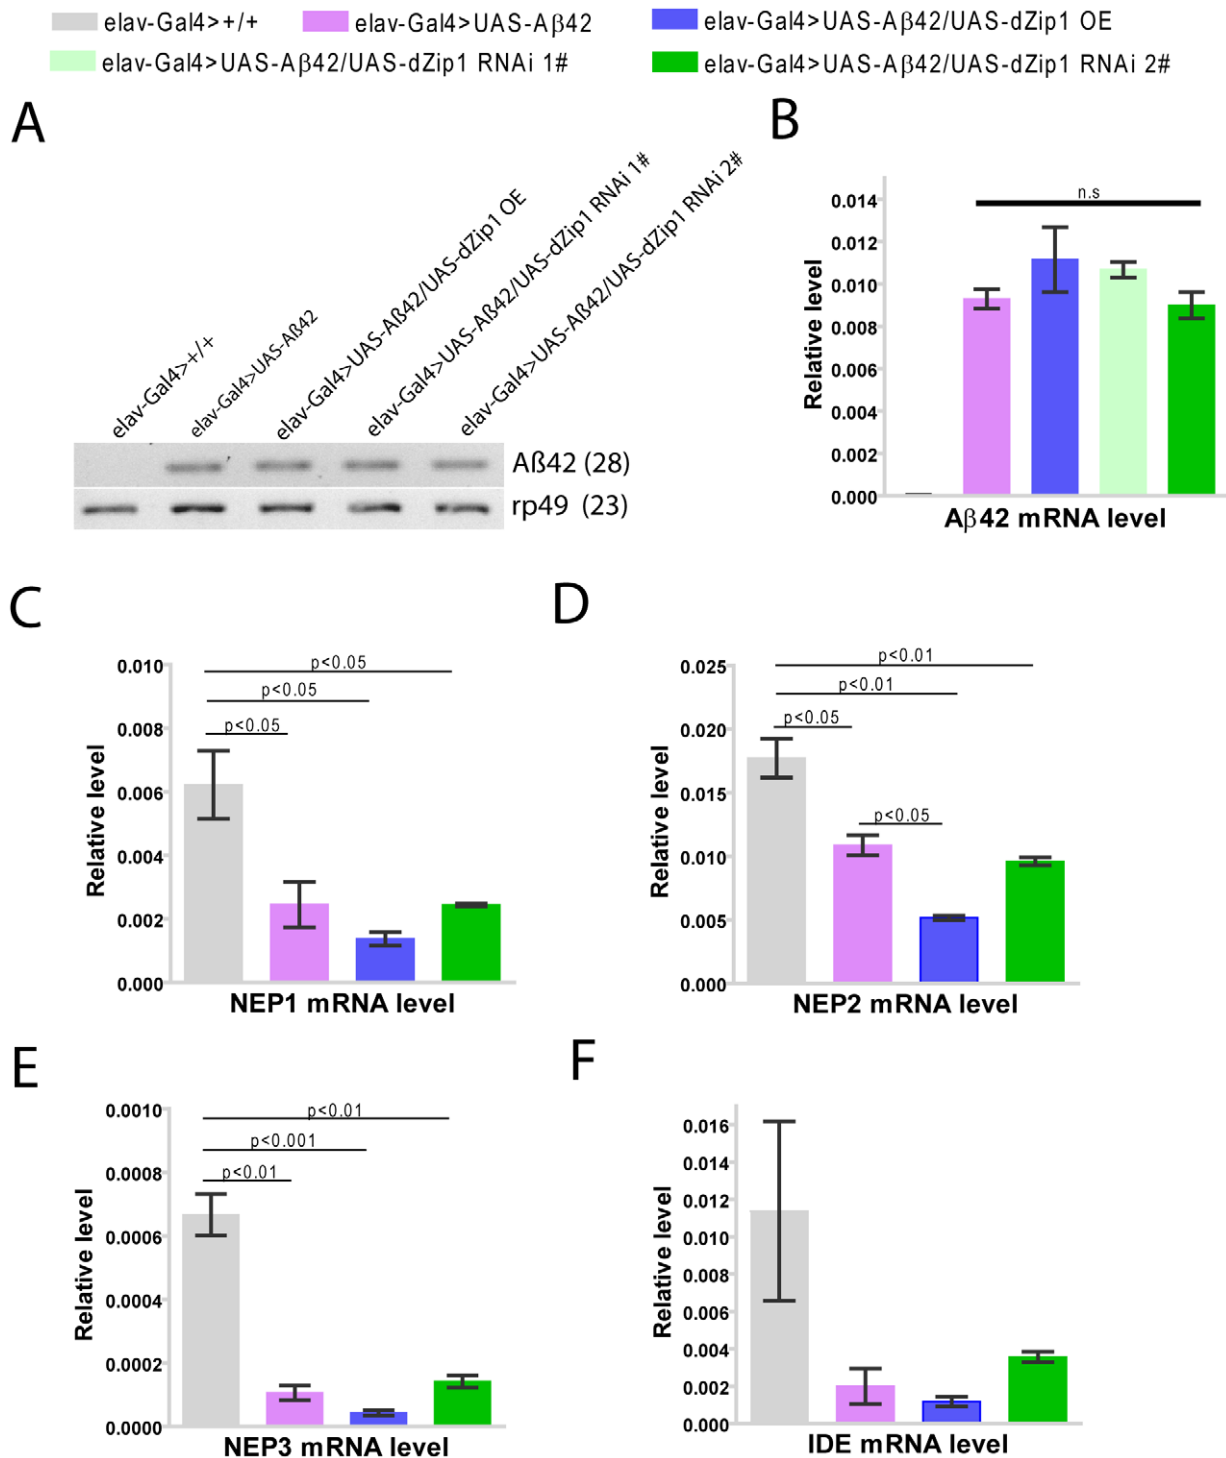 elav-Gal4>+/+ elav-Gal4>UAS-Aβ42 elav-Gal4>UAS-Aβ42/UAS-dZip1 OE
elav-Gal4>UAS-Aβ42/UAS-dZip1 RNAi 1# elav-Gal4>UAS-Aβ42/UAS-dZip1 RNAi 2#
A
elav-Gal4>+/+
elav-Gal4>UAS-Aß42
elav-Gal4>UAS-Aß42/UAS-dZip1 OE
elav-Gal4>UAS-Aß42/UAS-dZip1 RNAi 1#
elav-Gal4>UAS-Aß42/UAS-dZip1 RNAi 2#
Aß42 (28)
rp49 (23)
B
Relative level
0.014
0.012
0.010
0.008
0.006
0.004
0.002
0.000
n.s
Aβ42 mRNA level
C
Relative level
0.010
0.008
0.006
0.004
0.002
0.000
p<0.05
p<0.05
p<0.05
NEP1 mRNA level
D
Relative level
0.025
0.020
0.015
0.010
0.005
0.000
p<0.01
p<0.01
p<0.05
p<0.05
NEP2 mRNA level
E
Relative level
0.0010
0.0008
0.0006
0.0004
0.0002
0.0000
p<0.01
p<0.001
p<0.01
NEP3 mRNA level
F
Relative level
0.016
0.014
0.012
0.010
0.008
0.006
0.004
0.002
0.000
IDE mRNA level